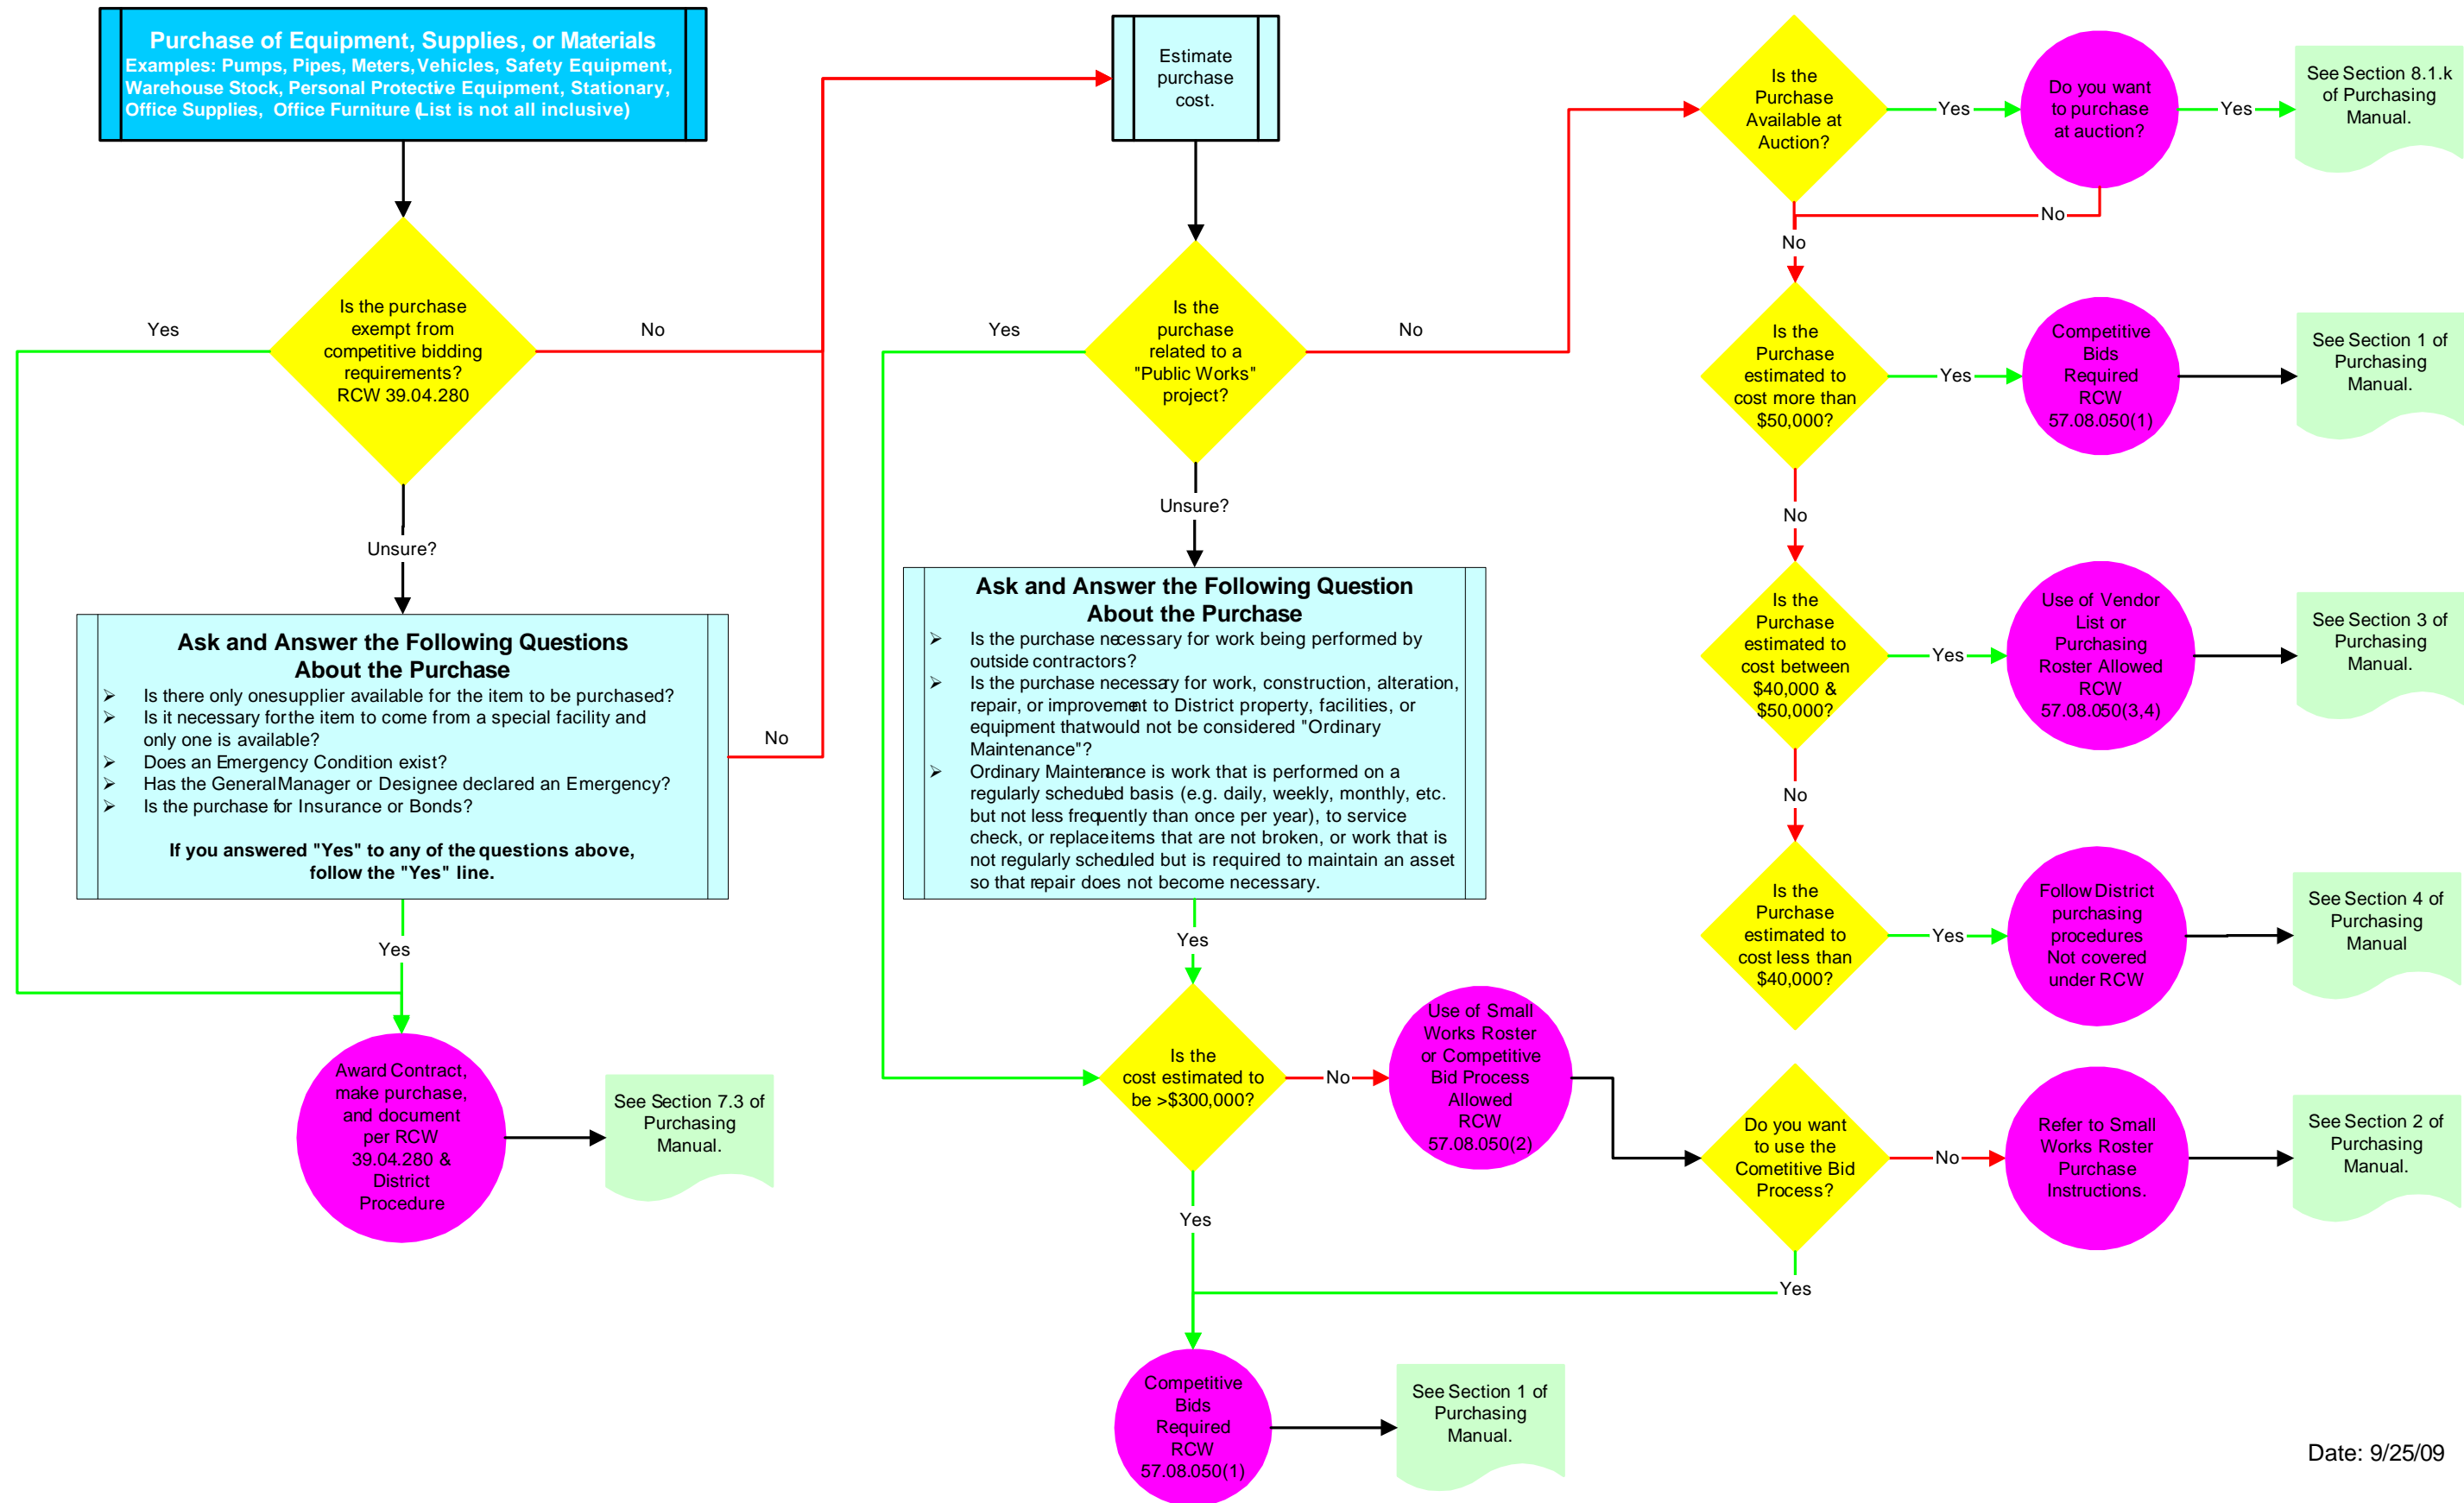 Purchase of Equipment, Supplies, or Materials
Examples: Pumps, Pipes, Meters, Vehicles, Safety Equipment,
Warehouse Stock, Personal Protective Equipment, Stationary,
Office Supplies, Office Furniture (List is not all inclusive)
Is the purchase
exempt from
competitive bidding
requirements?
RCW 39.04.280
Yes
No
Unsure?
Ask and Answer the Following Questions
About the Purchase
➢ Is there only one supplier available for the item to be purchased?
➢ Is it necessary for the item to come from a special facility and
only one is available?
➢ Does an Emergency Condition exist?
➢ Has the General Manager or Designee declared an Emergency?
➢ Is the purchase for Insurance or Bonds?
If you answered "Yes" to any of the questions above,
follow the "Yes" line.
No
Yes
Award Contract,
make purchase,
and document
per RCW
39.04.280 &
District
Procedure
See Section 7.3 of
Purchasing
Manual.
Estimate
purchase
cost.
Is the
purchase
related to a
"Public Works"
project?
Yes
No
Unsure?
Ask and Answer the Following Question
About the Purchase
➢ Is the purchase necessary for work being performed by
outside contractors?
➢ Is the purchase necessary for work, construction, alteration,
repair, or improvement to District property, facilities, or
equipment that would not be considered "Ordinary
Maintenance"?
➢ Ordinary Maintenance is work that is performed on a
regularly scheduled basis (e.g. daily, weekly, monthly, etc.
but not less frequently than once per year), to service
check, or replace items that are not broken, or work that is
not regularly scheduled but is required to maintain an asset
so that repair does not become necessary.
Yes
Is the
cost estimated to
be >$300,000?
No
Use of Small
Works Roster
or Competitive
Bid Process
Allowed
RCW
57.08.050(2)
Yes
Competitive
Bids
Required
RCW
57.08.050(1)
See Section 1 of
Purchasing
Manual.
Is the
Purchase
Available at
Auction?
Yes
Do you want
to purchase
at auction?
Yes
See Section 8.1.k
of Purchasing
Manual.
No
No
Is the
Purchase
estimated to
cost more than
$50,000?
Yes
Competitive
Bids
Required
RCW
57.08.050(1)
See Section 1 of
Purchasing
Manual.
No
Is the
Purchase
estimated to
cost between
$40,000 &
$50,000?
Yes
Use of Vendor
List or
Purchasing
Roster Allowed
RCW
57.08.050(3,4)
See Section 3 of
Purchasing
Manual.
No
Is the
Purchase
estimated to
cost less than
$40,000?
Yes
Follow District
purchasing
procedures
Not covered
under RCW
See Section 4 of
Purchasing
Manual
Do you want
to use the
Cometitive Bid
Process?
No
Refer to Small
Works Roster
Purchase
Instructions.
See Section 2 of
Purchasing
Manual.
Yes
Date: 9/25/09